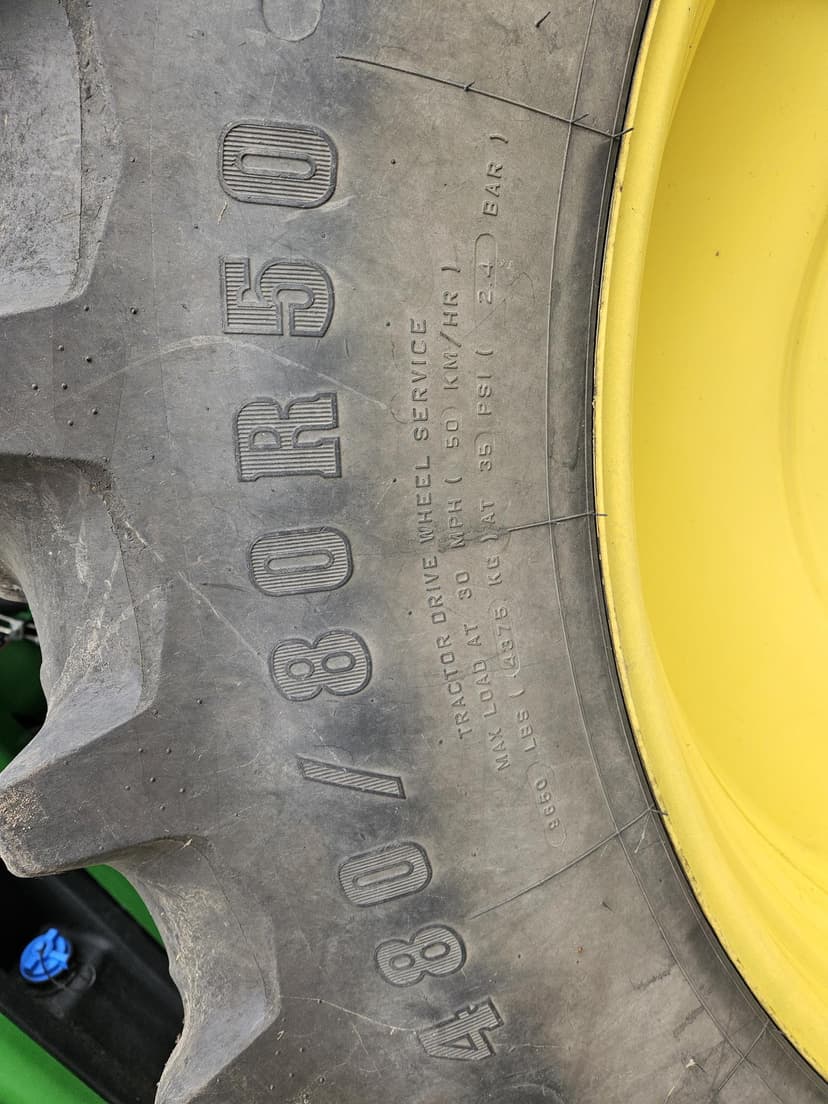 480/80R50
TRACTOR DRIVE WHEEL SERVICE
MAX LOAD AT 30 MPH ( 50 KM/HR )
9650 LBS ( 4375 KG ) AT 35 PSI ( 2.4 BAR )